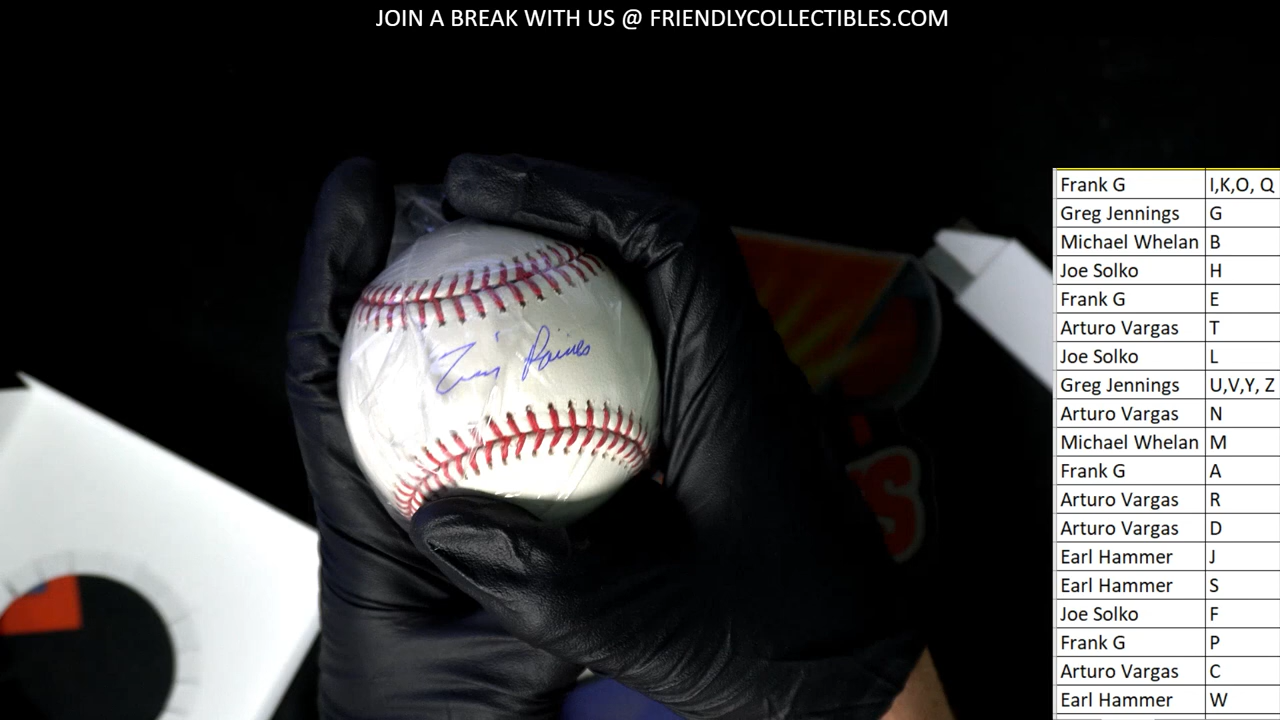 JOIN A BREAK WITH US @ FRIENDLYCOLLECTIBLES.COM
Tim Raines
Frank G I,K,O, Q
Greg Jennings G
Michael Whelan B
Joe Solko H
Frank G E
Arturo Vargas T
Joe Solko L
Greg Jennings U,V,Y, Z
Arturo Vargas N
Michael Whelan M
Frank G A
Arturo Vargas R
Arturo Vargas D
Earl Hammer J
Earl Hammer S
Joe Solko F
Frank G P
Arturo Vargas C
Earl Hammer W